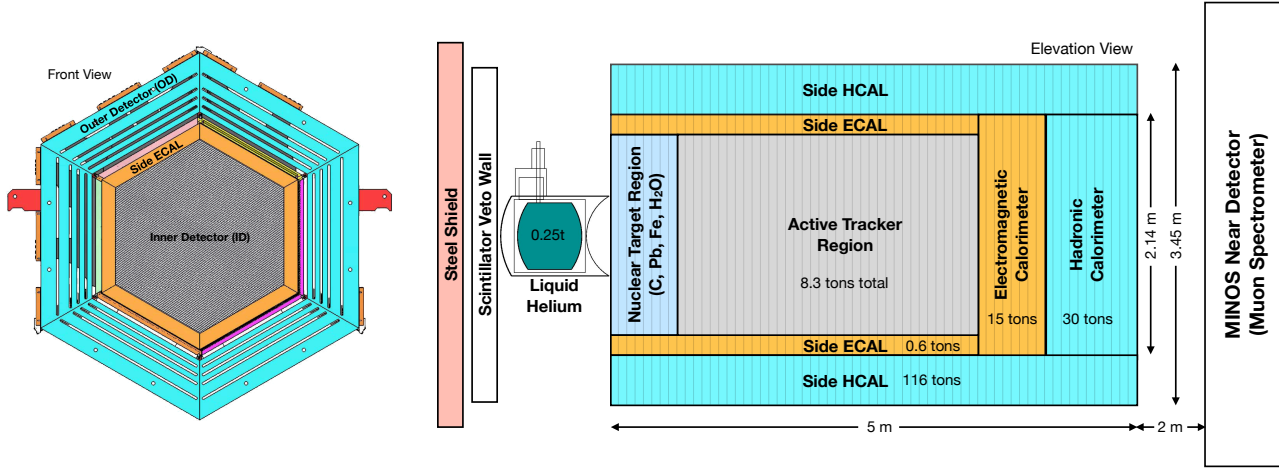 Front View
Outer Detector (OD)
Side ECAL
Inner Detector (ID)
Elevation View
Steel Shield
Scintillator Veto Wall
0.25t
Liquid
Helium
Side HCAL
Side ECAL
Nuclear Target Region
(C, Pb, Fe, H₂O)
Active Tracker
Region
8.3 tons total
Electromagnetic
Calorimeter
15 tons
Hadronic
Calorimeter
30 tons
Side ECAL 0.6 tons
Side HCAL 116 tons
2.14 m
3.45 m
5 m
2 m
MINOS Near Detector
(Muon Spectrometer)